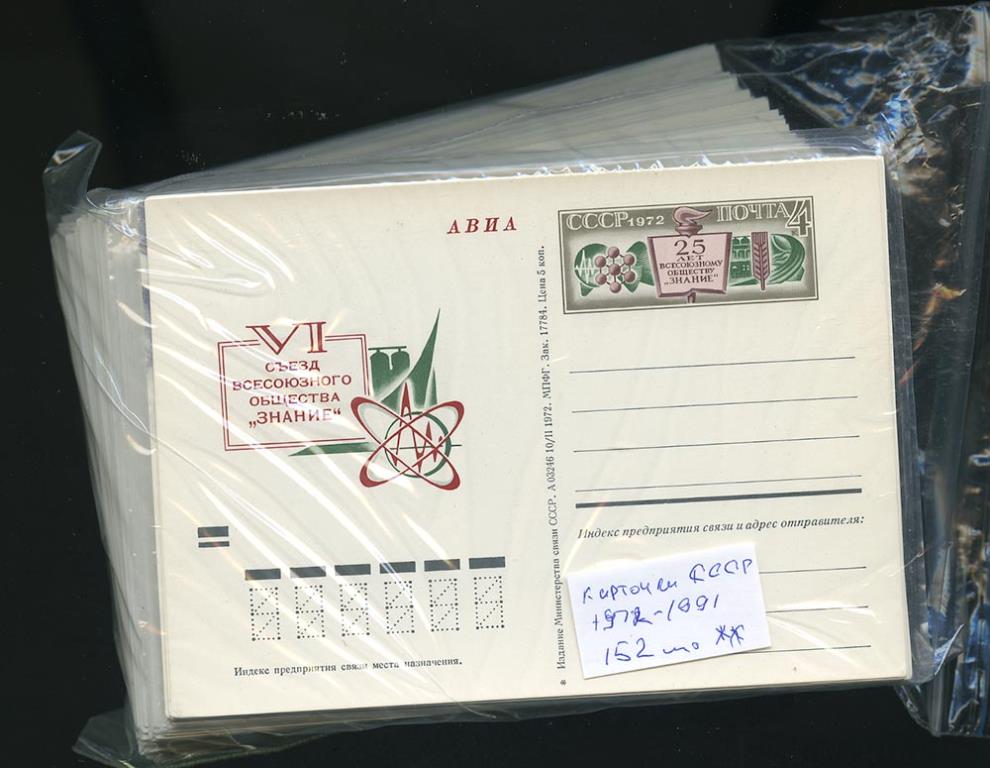 АВИА
СССР 1972 ПОЧТА 4
к
25
ЛЕТ
ВСЕСОЮЗНОМУ
ОБЩЕСТВУ
„ЗНАНИЕ“
VI
СЪЕЗД
ВСЕСОЮЗНОГО
ОБЩЕСТВА
„ЗНАНИЕ“
* Издание Министерства связи СССР. А 03246 10/II 1972. МПФГ. Зак. 17784. Цена 5 коп.
Индекс предприятия связи и адрес отправителя:
Индекс предприятия связи места назначения.
карточки СССР
1972-1991
152 шт **